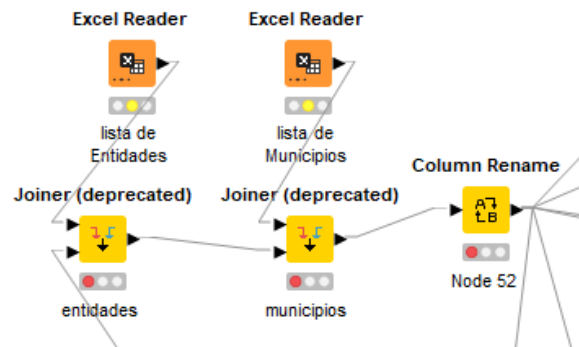 Excel Reader
Excel Reader
lista de
Entidades
lista de
Municipios
Column Rename
Joiner (deprecated)
Joiner (deprecated)
A
B
Node 52
entidades
municipios